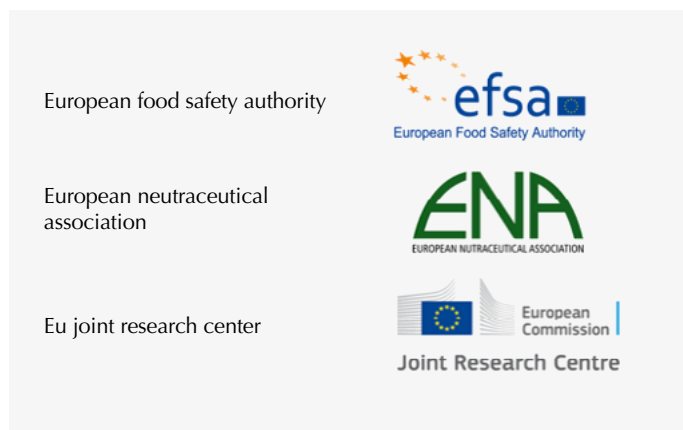 European food safety authority
efsa
European Food Safety Authority
European neutraceutical
association
ENA
EUROPEAN NUTRACEUTICAL ASSOCIATION
Eu joint research center
European
Commission
Joint Research Centre